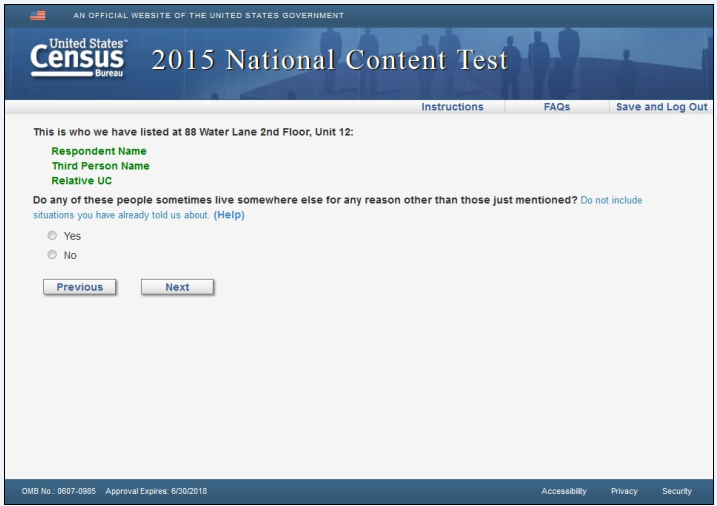 AN OFFICIAL WEBSITE OF THE UNITED STATES GOVERNMENT
United States™
Census
Bureau
2015 National Content Test
Instructions FAQs Save and Log Out
This is who we have listed at 88 Water Lane 2nd Floor, Unit 12:
Respondent Name
Third Person Name
Relative UC
Do any of these people sometimes live somewhere else for any reason other than those just mentioned? Do not include
situations you have already told us about. (Help)
Yes
No
Previous Next
OMB No.: 0607-0985 Approval Expires: 6/30/2018 Accessibility Privacy Security